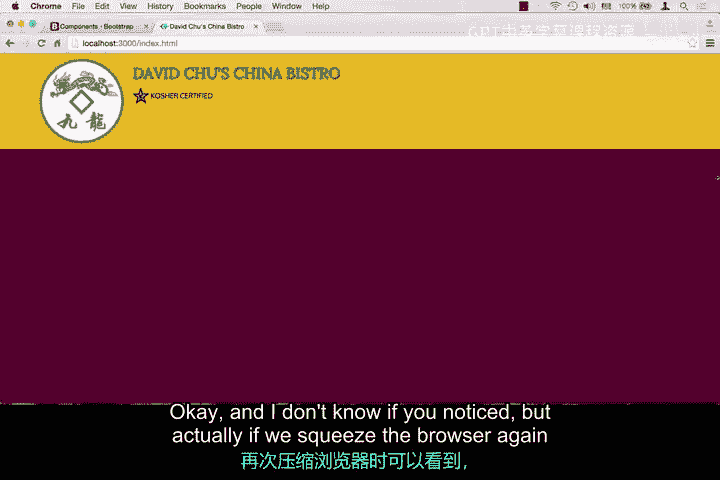 Chrome File Edit View History Bookmarks People Window Help 100%
Components · Bootstrap
David Chu's China Bistro
localhost:3000/index.html
DAVID CHU'S CHINA BISTRO
KOSHER CERTIFIED
九龍
Okay, and I don't know if you noticed, but
actually if we squeeze the browser again
再次压缩浏览器时可以看到，